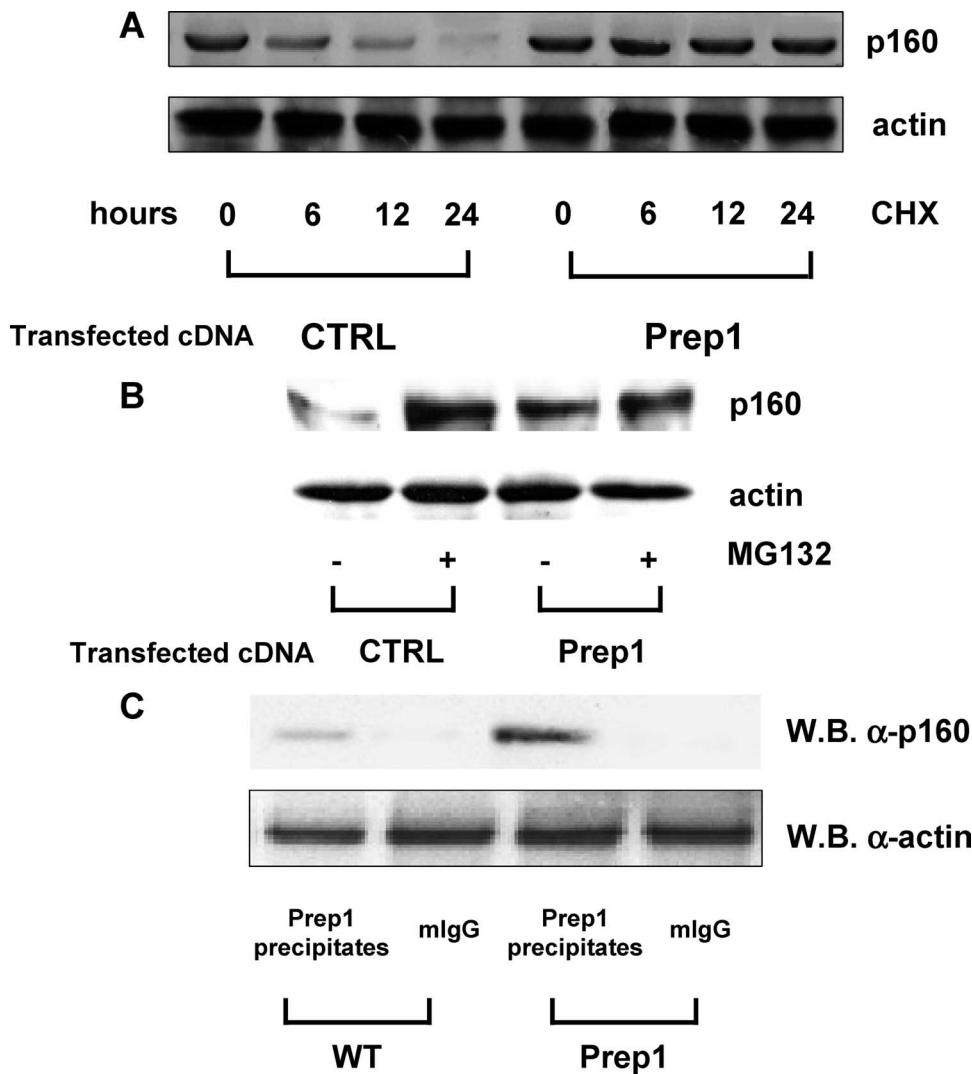 A
p160
actin
hours 0 6 12 24 0 6 12 24 CHX
Transfected cDNA CTRL Prep1
B
p160
actin
- + - + MG132
Transfected cDNA CTRL Prep1
C
W.B. α-p160
W.B. α-actin
Prep1 precipitates mIgG Prep1 precipitates mIgG
WT Prep1